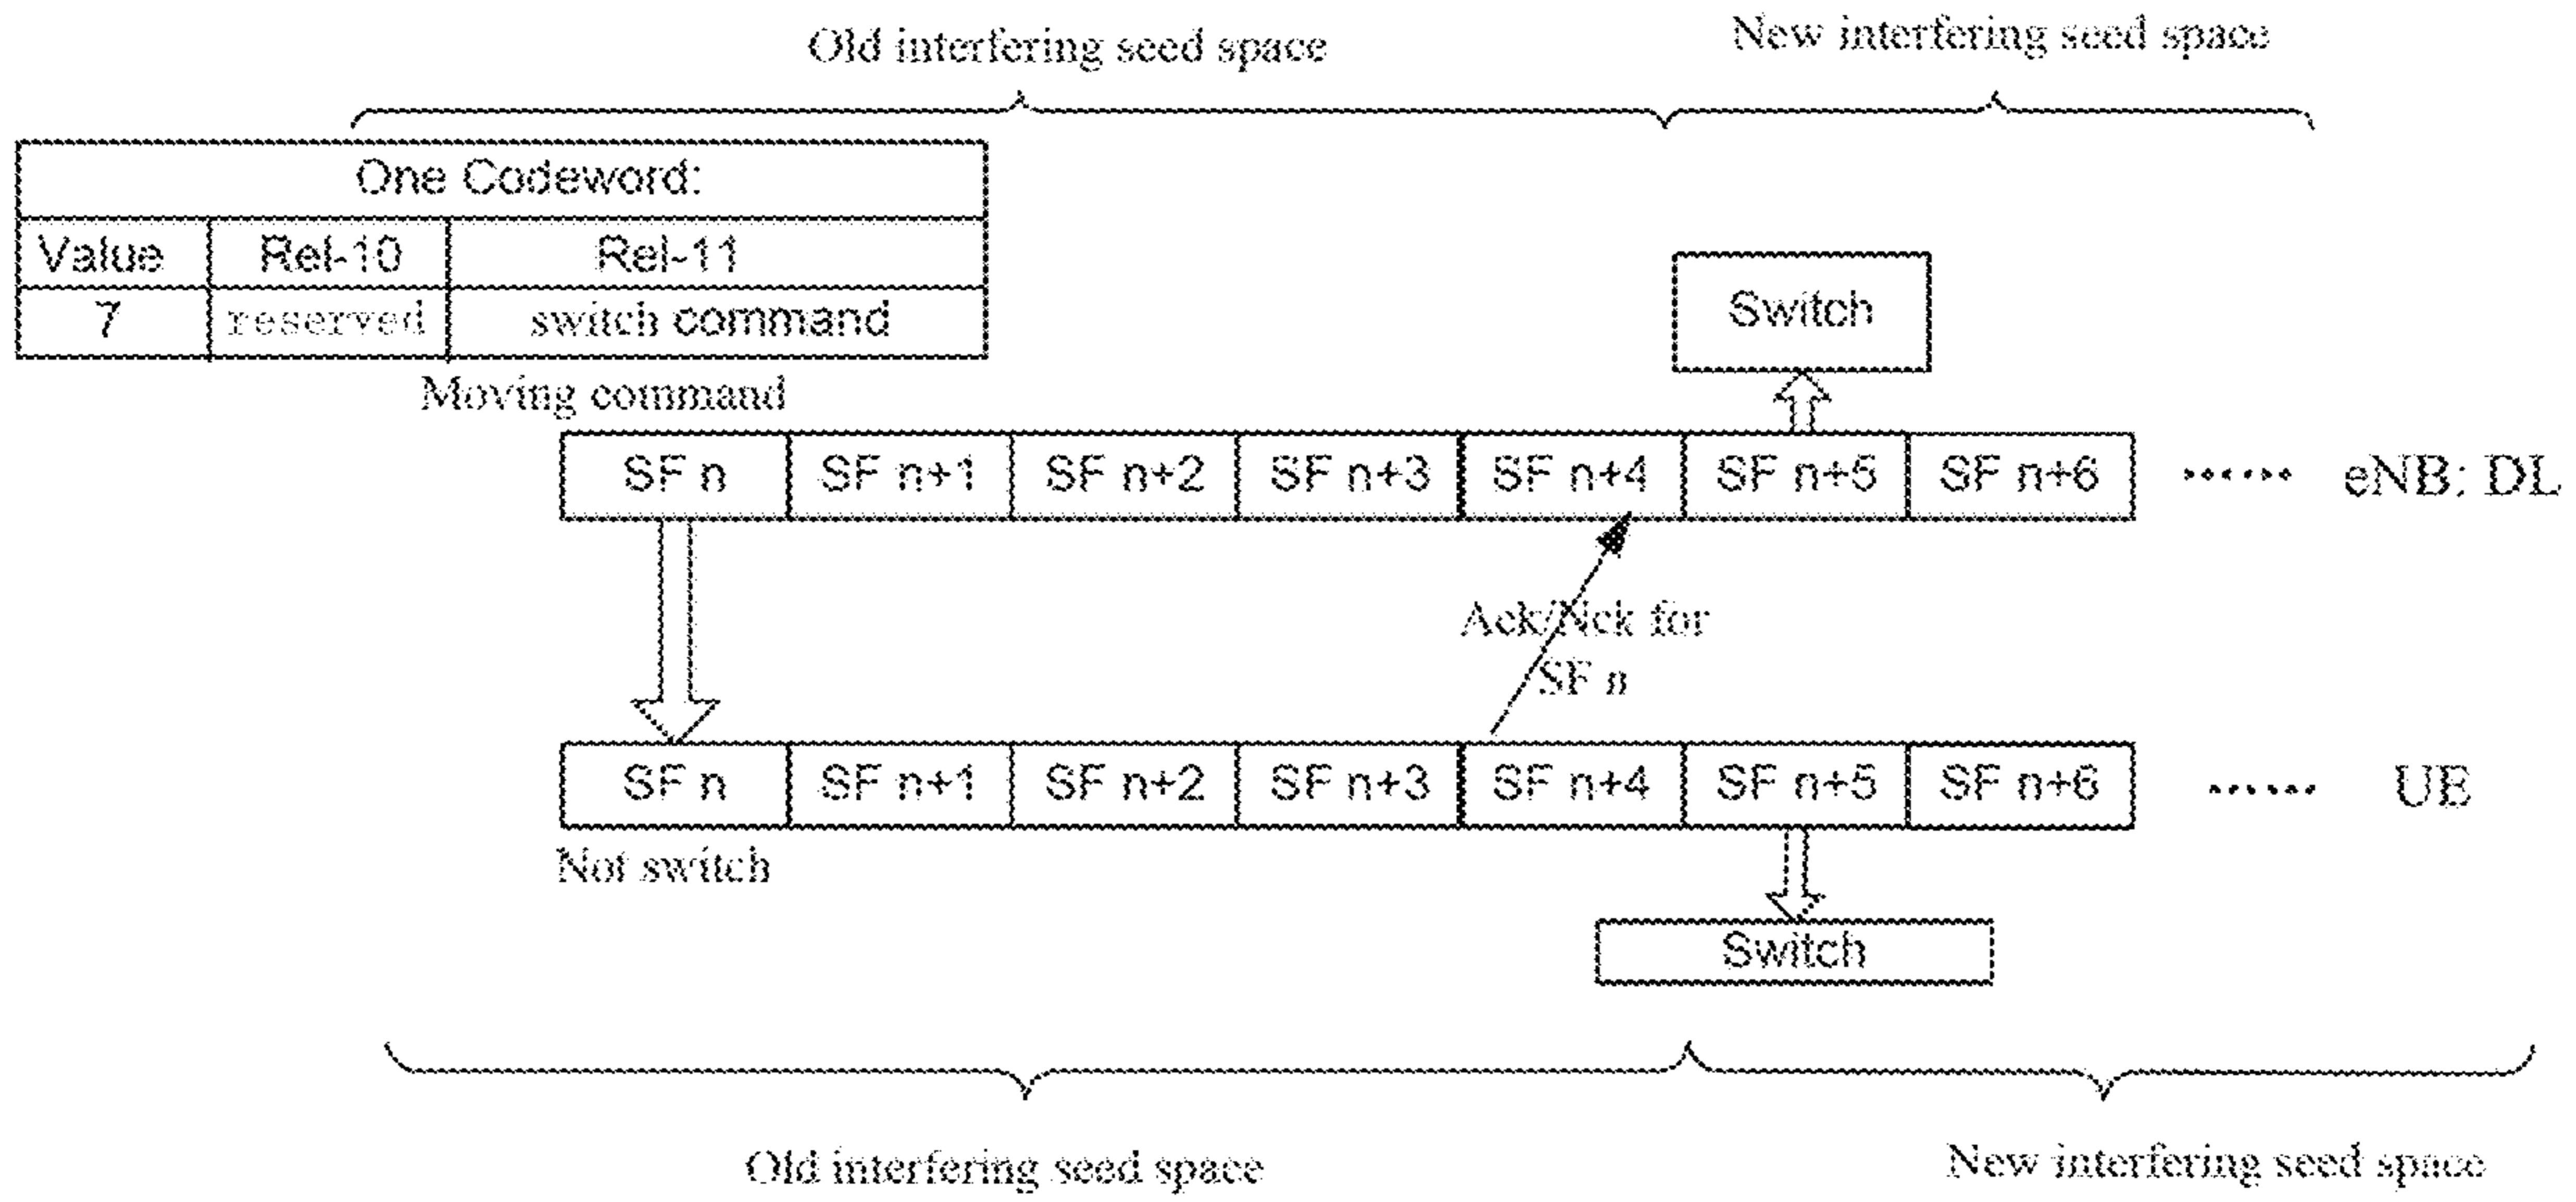 Old interfering seed space
New interfering seed space
One Codeword:
Value Rel-10 Rel-11
7 reserved switch command
Moving command
Switch
SF n SF n+1 SF n+2 SF n+3 SF n+4 SF n+5 SF n+6 ...... eNB: DL
Ack/Nck for
SF n
SF n SF n+1 SF n+2 SF n+3 SF n+4 SF n+5 SF n+6 ...... UE
Not switch
Switch
Old interfering seed space
New interfering seed space